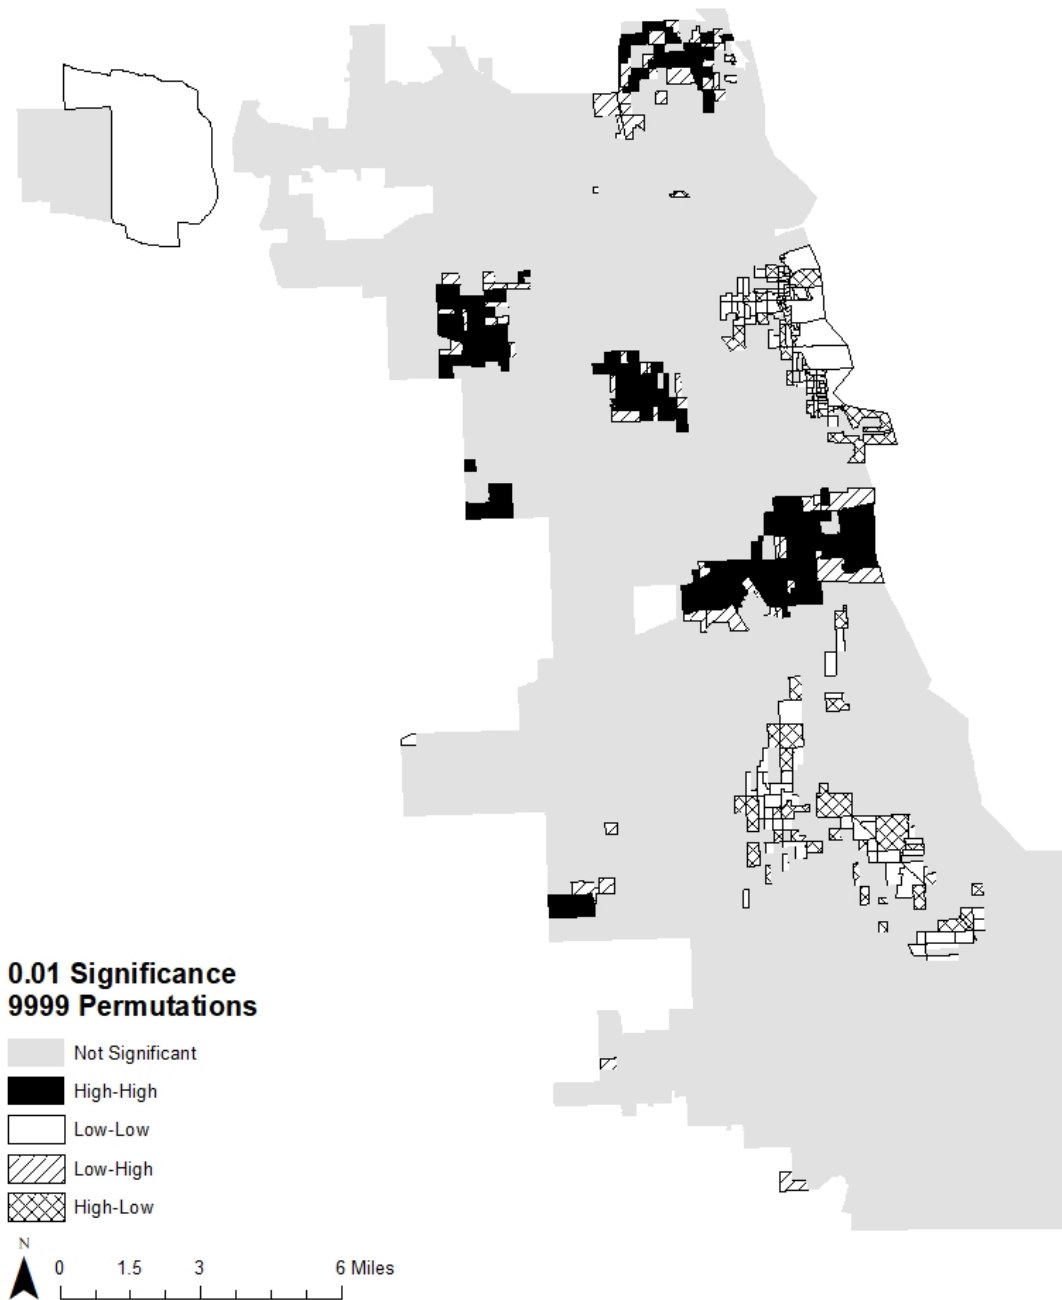 0.01 Significance
9999 Permutations
Not Significant
High-High
Low-Low
Low-High
High-Low
N
0 1.5 3 6 Miles